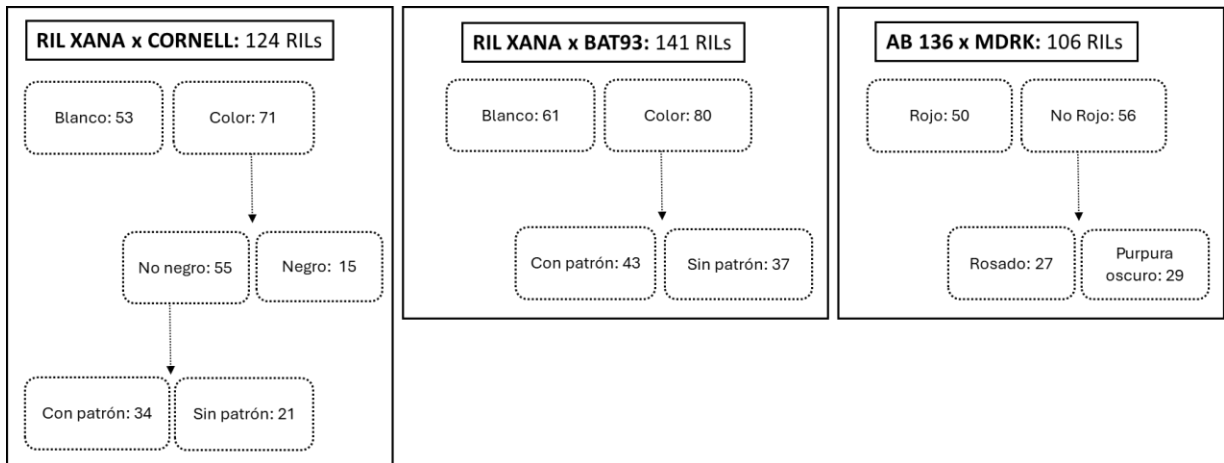 RIL XANA x CORNELL: 124 RILs
Blanco: 53
Color: 71
No negro: 55
Negro: 15
Con patrón: 34
Sin patrón: 21
RIL XANA x BAT93: 141 RILs
Blanco: 61
Color: 80
Con patrón: 43
Sin patrón: 37
AB 136 x MDRK: 106 RILs
Rojo: 50
No Rojo: 56
Rosado: 27
Purpura
oscuro: 29